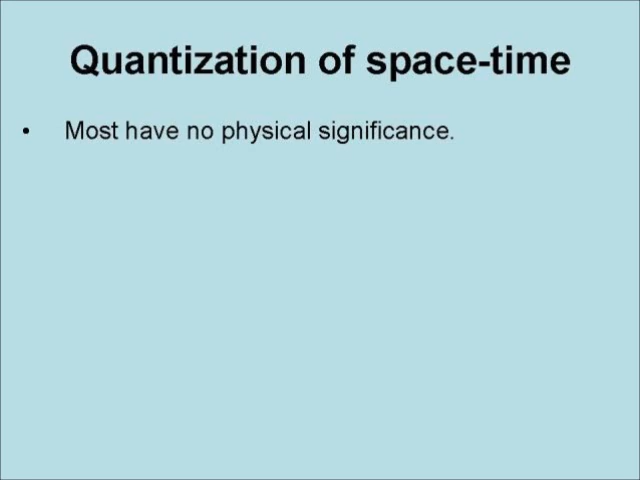 Quantization of space-time
• Most have no physical significance.